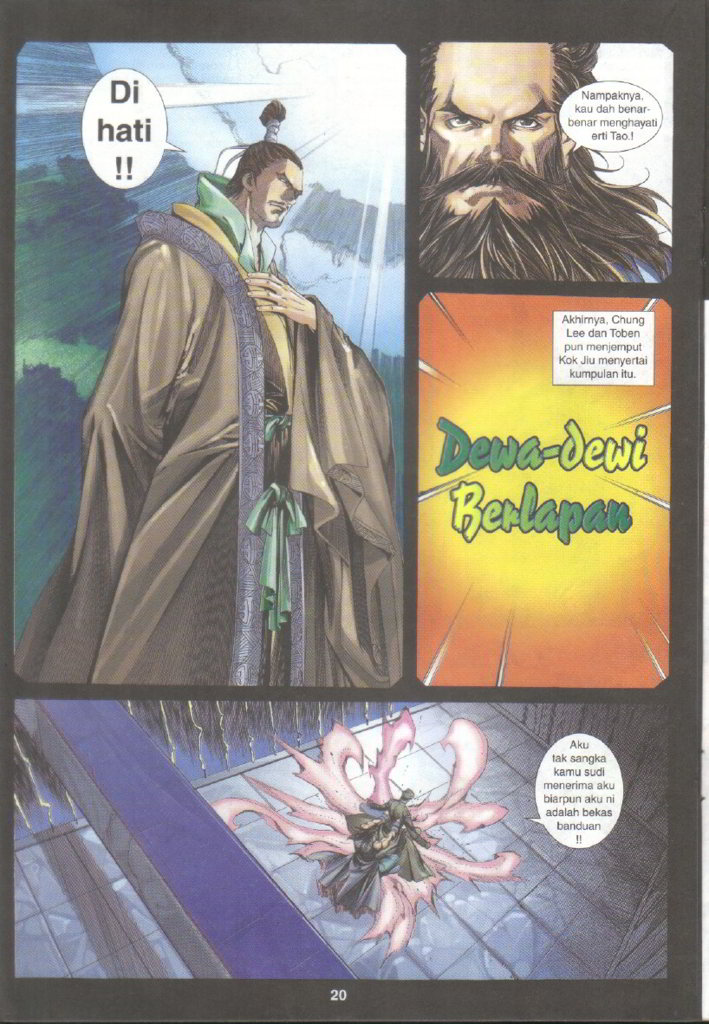 Di
hati
!!
Nampaknya,
kau dah benar-
benar menghayati
erti Tao.!
Akhirnya, Chung
Lee dan Toben
pun menjemput
Kok Jiu menyertai
kumpulan itu.
Dewa-dewi
Berlapan
Aku
tak sangka
kamu sudi
menerima aku
biarpun aku ni
adalah bekas
banduan
!!
20